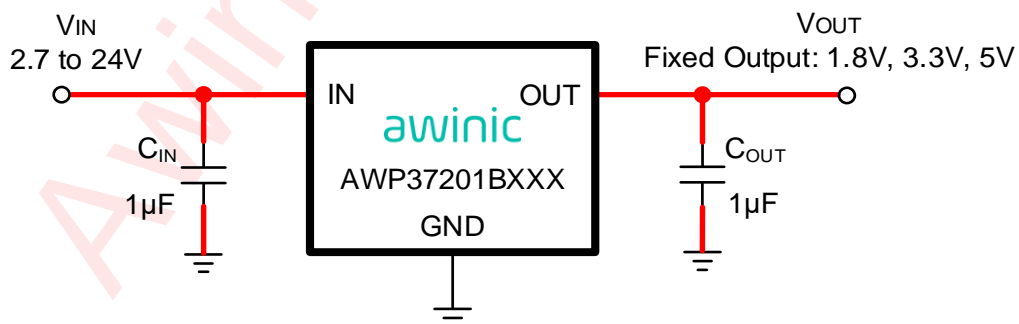 VIN
2.7 to 24V
VOUT
Fixed Output: 1.8V, 3.3V, 5V
IN
OUT
awinic
AWP37201BXXX
GND
CIN
1µF
COUT
1µF
Awin